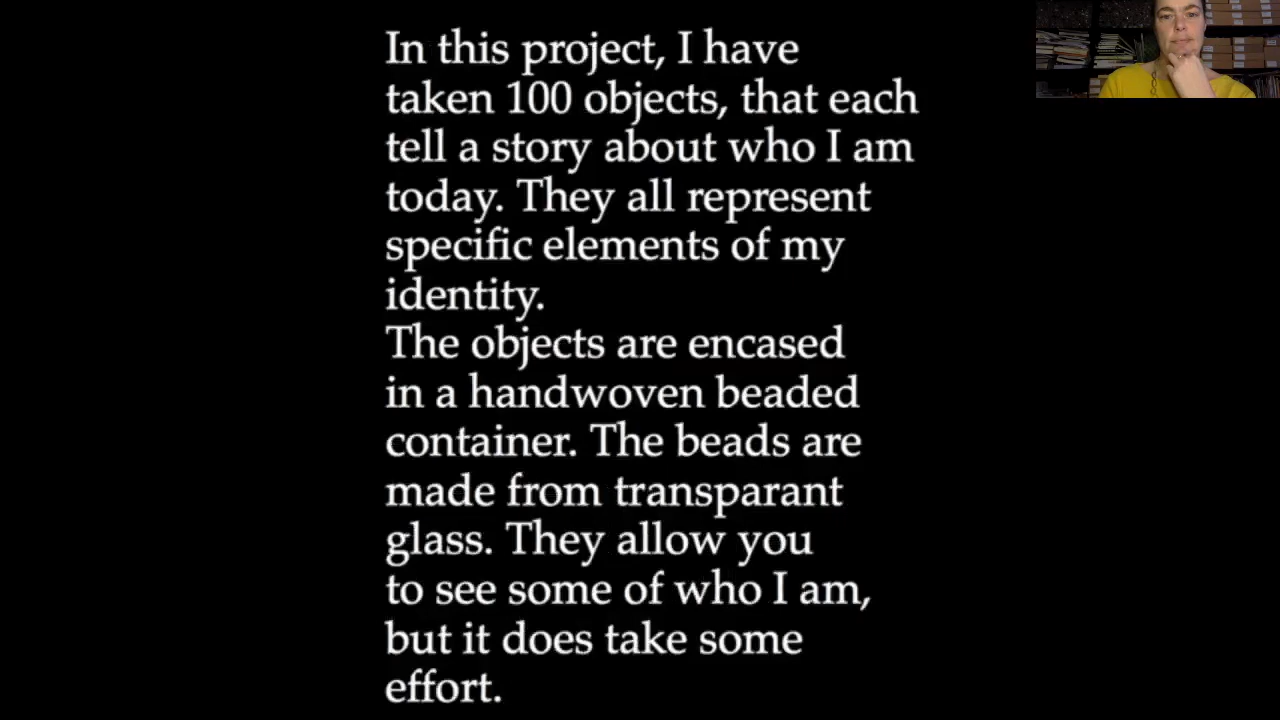 In this project, I have
taken 100 objects, that each
tell a story about who I am
today. They all represent
specific elements of my
identity.
The objects are encased
in a handwoven beaded
container. The beads are
made from transparant
glass. They allow you
to see some of who I am,
but it does take some
effort.